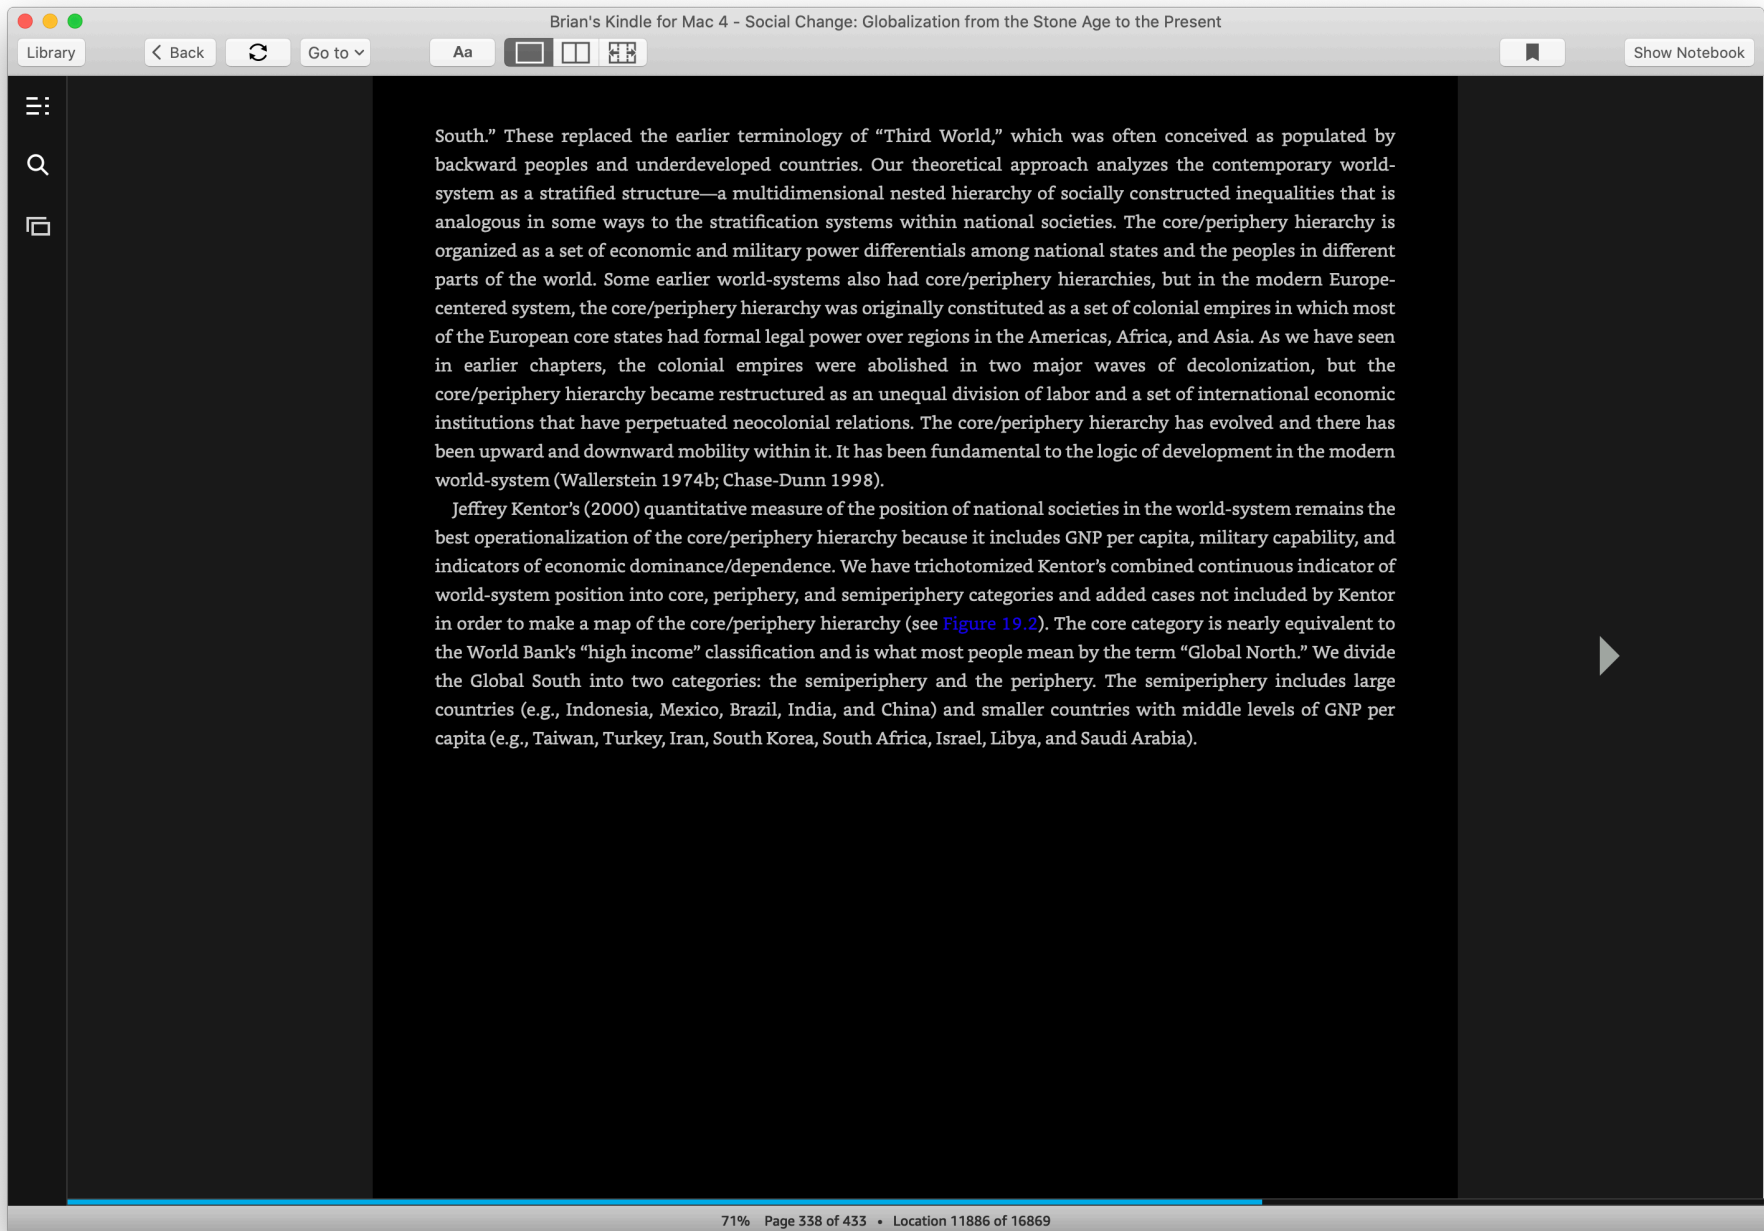 Brian's Kindle for Mac 4 - Social Change: Globalization from the Stone Age to the Present
Library
Back
Go to
Aa
Show Notebook
South.” These replaced the earlier terminology of “Third World,” which was often conceived as populated by
backward peoples and underdeveloped countries. Our theoretical approach analyzes the contemporary world-
system as a stratified structure—a multidimensional nested hierarchy of socially constructed inequalities that is
analogous in some ways to the stratification systems within national societies. The core/periphery hierarchy is
organized as a set of economic and military power differentials among national states and the peoples in different
parts of the world. Some earlier world-systems also had core/periphery hierarchies, but in the modern Europe-
centered system, the core/periphery hierarchy was originally constituted as a set of colonial empires in which most
of the European core states had formal legal power over regions in the Americas, Africa, and Asia. As we have seen
in earlier chapters, the colonial empires were abolished in two major waves of decolonization, but the
core/periphery hierarchy became restructured as an unequal division of labor and a set of international economic
institutions that have perpetuated neocolonial relations. The core/periphery hierarchy has evolved and there has
been upward and downward mobility within it. It has been fundamental to the logic of development in the modern
world-system (Wallerstein 1974b; Chase-Dunn 1998).
Jeffrey Kentor’s (2000) quantitative measure of the position of national societies in the world-system remains the
best operationalization of the core/periphery hierarchy because it includes GNP per capita, military capability, and
indicators of economic dominance/dependence. We have trichotomized Kentor’s combined continuous indicator of
world-system position into core, periphery, and semiperiphery categories and added cases not included by Kentor
in order to make a map of the core/periphery hierarchy (see Figure 19.2). The core category is nearly equivalent to
the World Bank’s “high income” classification and is what most people mean by the term “Global North.” We divide
the Global South into two categories: the semiperiphery and the periphery. The semiperiphery includes large
countries (e.g., Indonesia, Mexico, Brazil, India, and China) and smaller countries with middle levels of GNP per
capita (e.g., Taiwan, Turkey, Iran, South Korea, South Africa, Israel, Libya, and Saudi Arabia).
71% Page 338 of 433 • Location 11886 of 16869